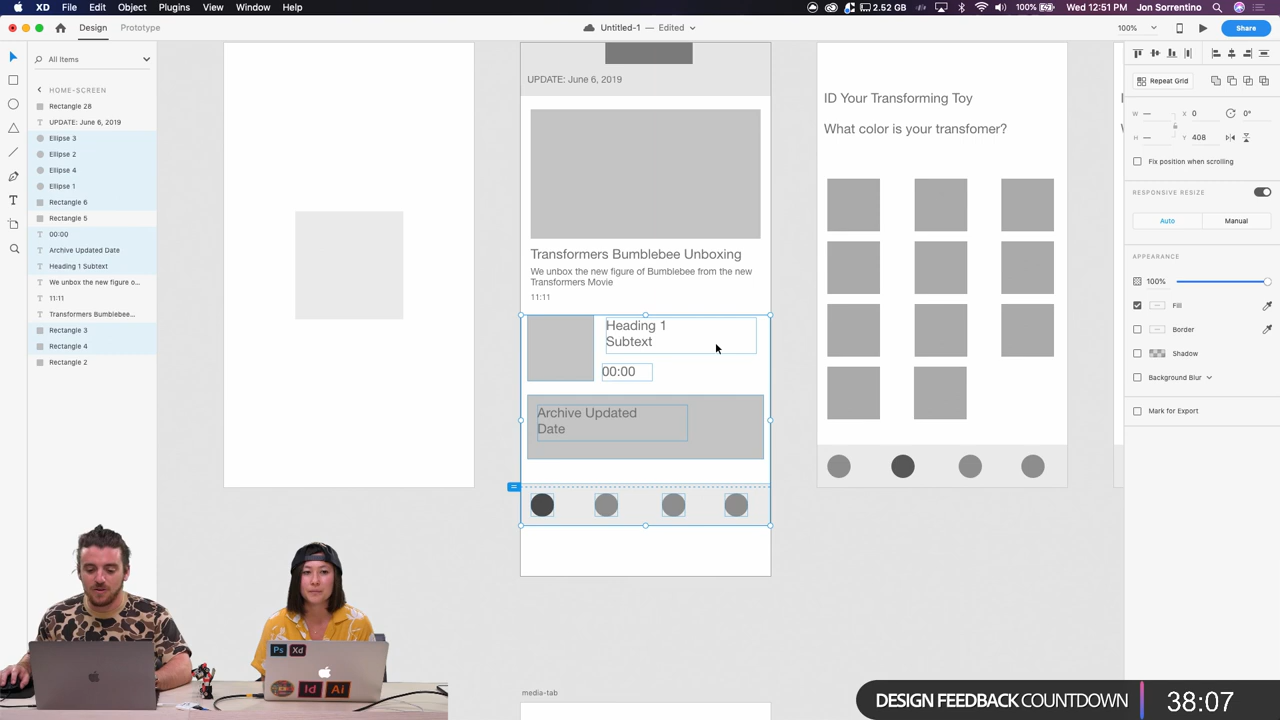 XD File Edit Object Plugins View Window Help
2.52 GB
100%
Wed 12:51 PM Jon Sorrentino
Design Prototype
Untitled-1 — Edited
100%
Share
All Items
HOME-SCREEN
Rectangle 28
UPDATE: June 6, 2019
Ellipse 3
Ellipse 2
Ellipse 4
Ellipse 1
Rectangle 6
Rectangle 5
00:00
Archive Updated Date
Heading 1 Subtext
We unbox the new figure o...
11:11
Transformers Bumblebee...
Rectangle 3
Rectangle 4
Rectangle 2
UPDATE: June 6, 2019
Transformers Bumblebee Unboxing
We unbox the new figure of Bumblebee from the new
Transformers Movie
11:11
Heading 1
Subtext
00:00
Archive Updated
Date
ID Your Transforming Toy
What color is your transfomer?
media-tab
Repeat Grid
W — X 0 0°
H — Y 408
Fix position when scrolling
RESPONSIVE RESIZE
Auto Manual
APPEARANCE
100%
Fill
Border
Shadow
Background Blur
Mark for Export
Ps Xd
Id Ai
DESIGN FEEDBACK COUNTDOWN 38:07